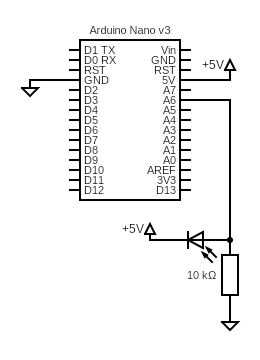 Arduino Nano v3
D1 TX
D0 RX
RST
GND
D2
D3
D4
D5
D6
D7
D8
D9
D10
D11
D12
Vin
GND
RST
5V
A7
A6
A5
A4
A3
A2
A1
A0
AREF
3V3
D13
+5V
+5V
10 kΩ